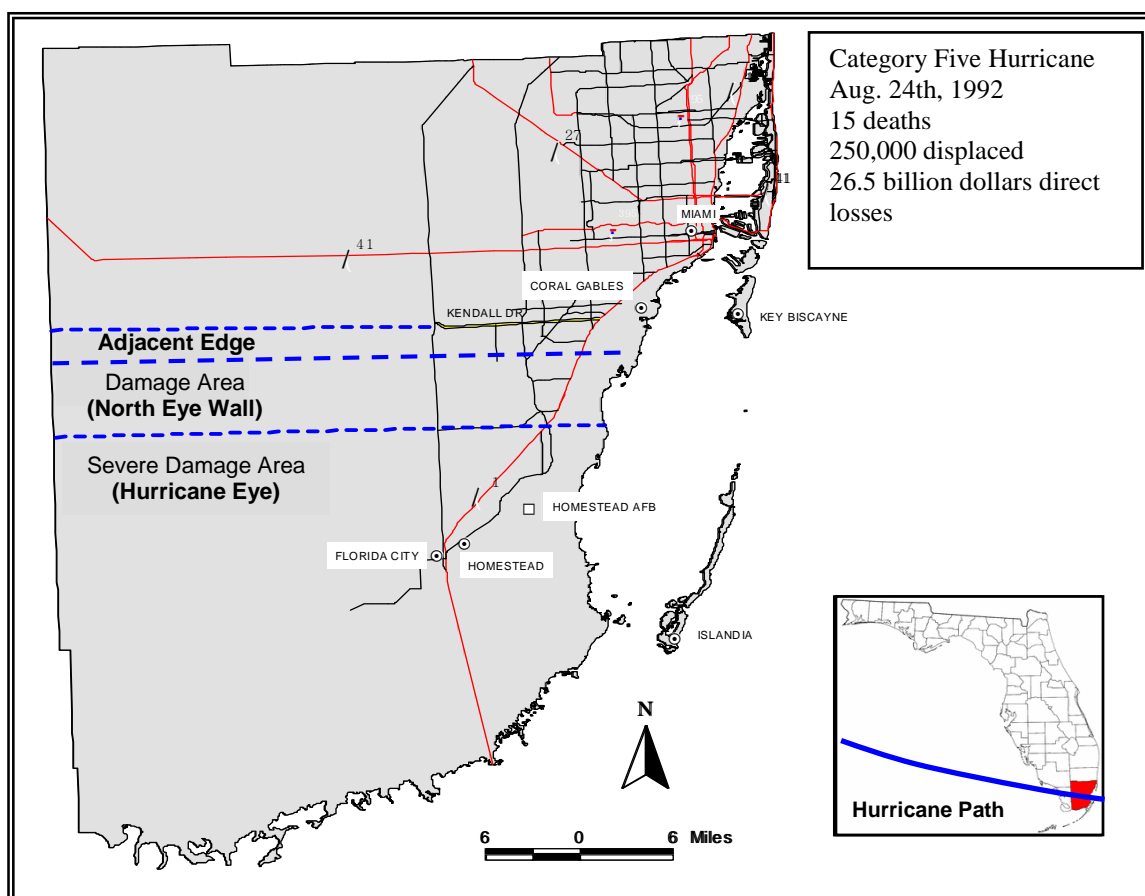 Category Five Hurricane
Aug. 24th, 1992
15 deaths
250,000 displaced
26.5 billion dollars direct
losses
27
41
MIAMI
41
CORAL GABLES
KENDALL DR
KEY BISCAYNE
Adjacent Edge
Damage Area
(North Eye Wall)
Severe Damage Area
(Hurricane Eye)
1
HOMESTEAD AFB
FLORIDA CITY
HOMESTEAD
ISLANDIA
N
6 0 6 Miles
Hurricane Path